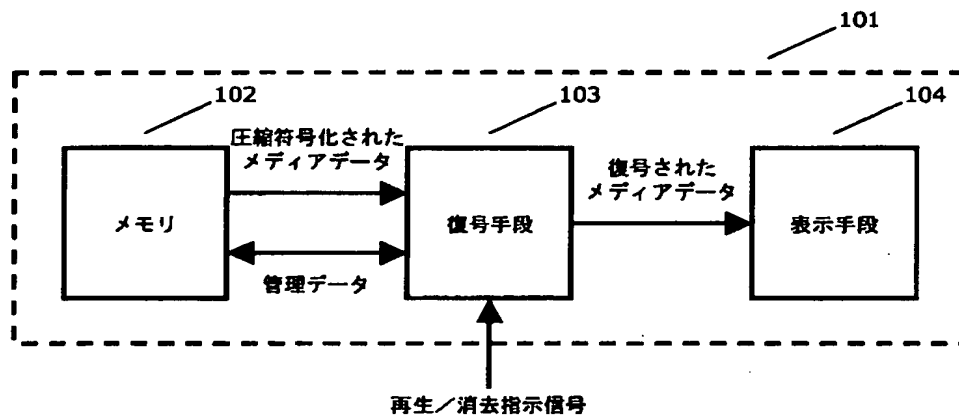 101
102
103
104
圧縮符号化された
メディアデータ
復号された
メディアデータ
メモリ
復号手段
表示手段
管理データ
再生/消去指示信号